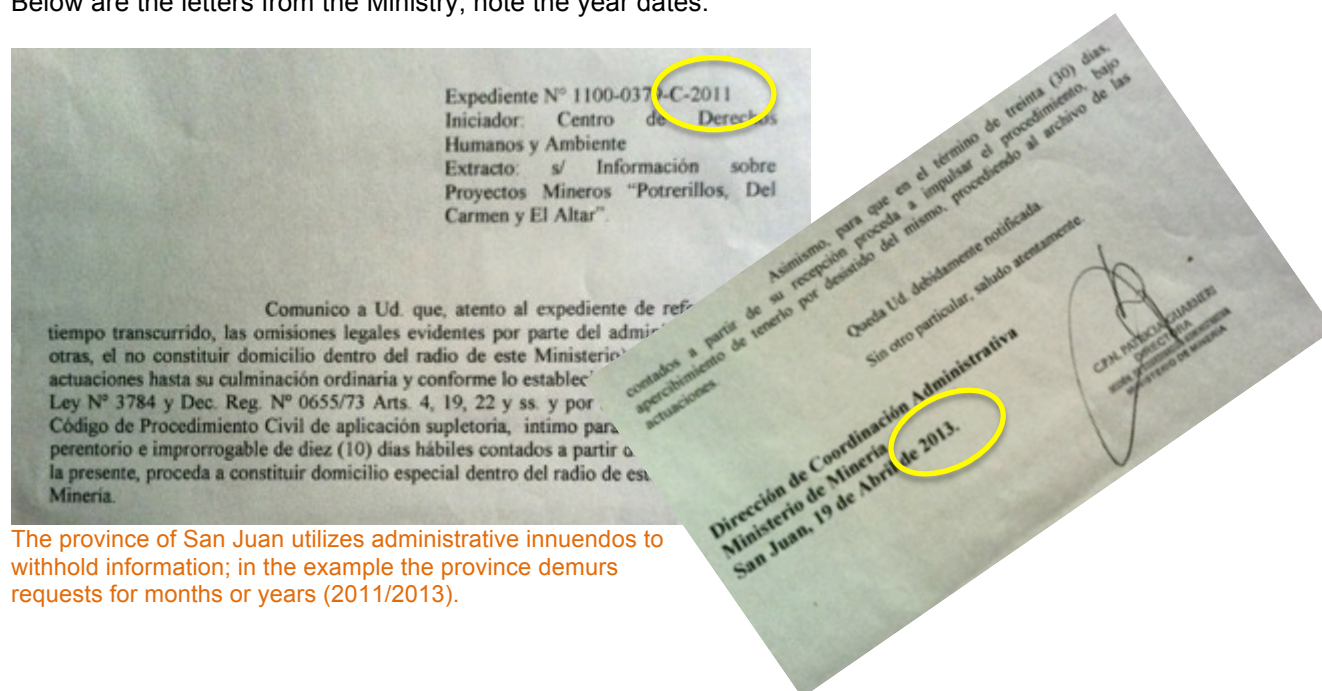 Below are the letters from the Ministry, note the year dates:
Expediente N° 1100-0379-C-2011
Iniciador: Centro de Derechos
Humanos y Ambiente
Extracto: s/ Información sobre
Proyectos Mineros "Potrerillos, Del
Carmen y El Altar".
Comunico a Ud. que, atento al expediente de
tiempo transcurrido, las omisiones legales evidentes por parte del
otras, el no constituir domicilio dentro del radio de este Ministerio
actuaciones hasta su culminación ordinaria y conforme lo
Ley N° 3784 y Dec. Reg. N° 0655/73 Arts. 4, 19, 22 y ss. y por
Código de Procedimiento Civil de aplicación supletoria, intimo
perentorio e improrrogable de diez (10) dias hábiles contados a partir
la presente, proceda a constituir domicilio especial dentro del radio de
Minería.
Asimismo, para que en el término de treinta (30) dias,
contados a partir de su recepción proceda a impulsar el procedimiento, bajo
apercibimiento de tenerlo por desistido del mismo, procediendo al archivo de las
actuaciones.
Queda Ud. debidamente notificada.
Sin otro particular, saludo atentamente.
C.P.N. PATRICIA GUARNERI
DIRECTORA
MINISTERIO DE MINERIA
Dirección de Coordinación Administrativa
Ministerio de Minería
San Juan, 19 de Abril de 2013.
The province of San Juan utilizes administrative innuendos to
withhold information; in the example the province demurs
requests for months or years (2011/2013).